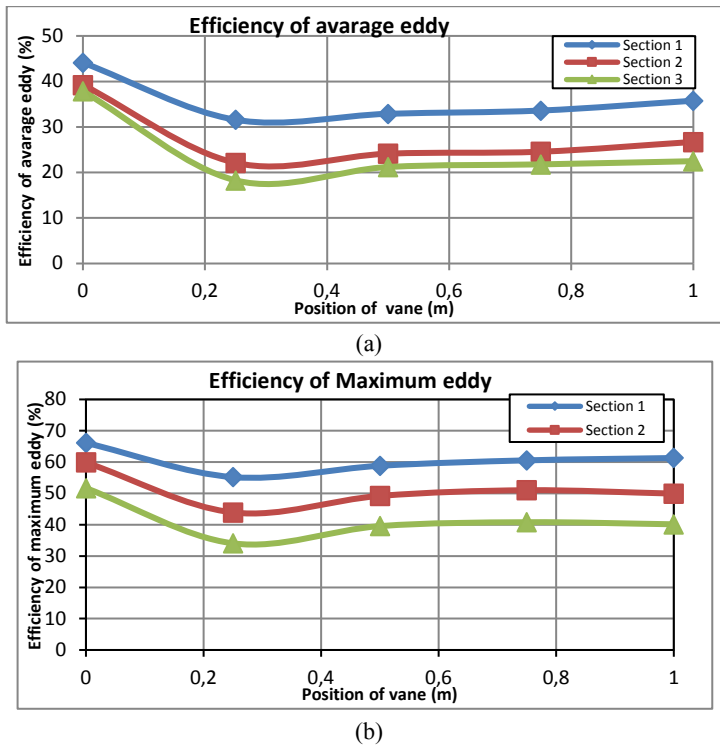 Efficiency of avarage eddy
Efficiency of avarage eddy (%)
50
40
30
20
10
0
Section 1
Section 2
Section 3
0 0,2 0,4 0,6 0,8 1
Position of vane (m)
(a)
Efficiency of Maximum eddy
Efficiency of maximum eddy (%)
80
70
60
50
40
30
20
10
0
Section 1
Section 2
0 0,2 0,4 0,6 0,8 1
Position of vane (m)
(b)